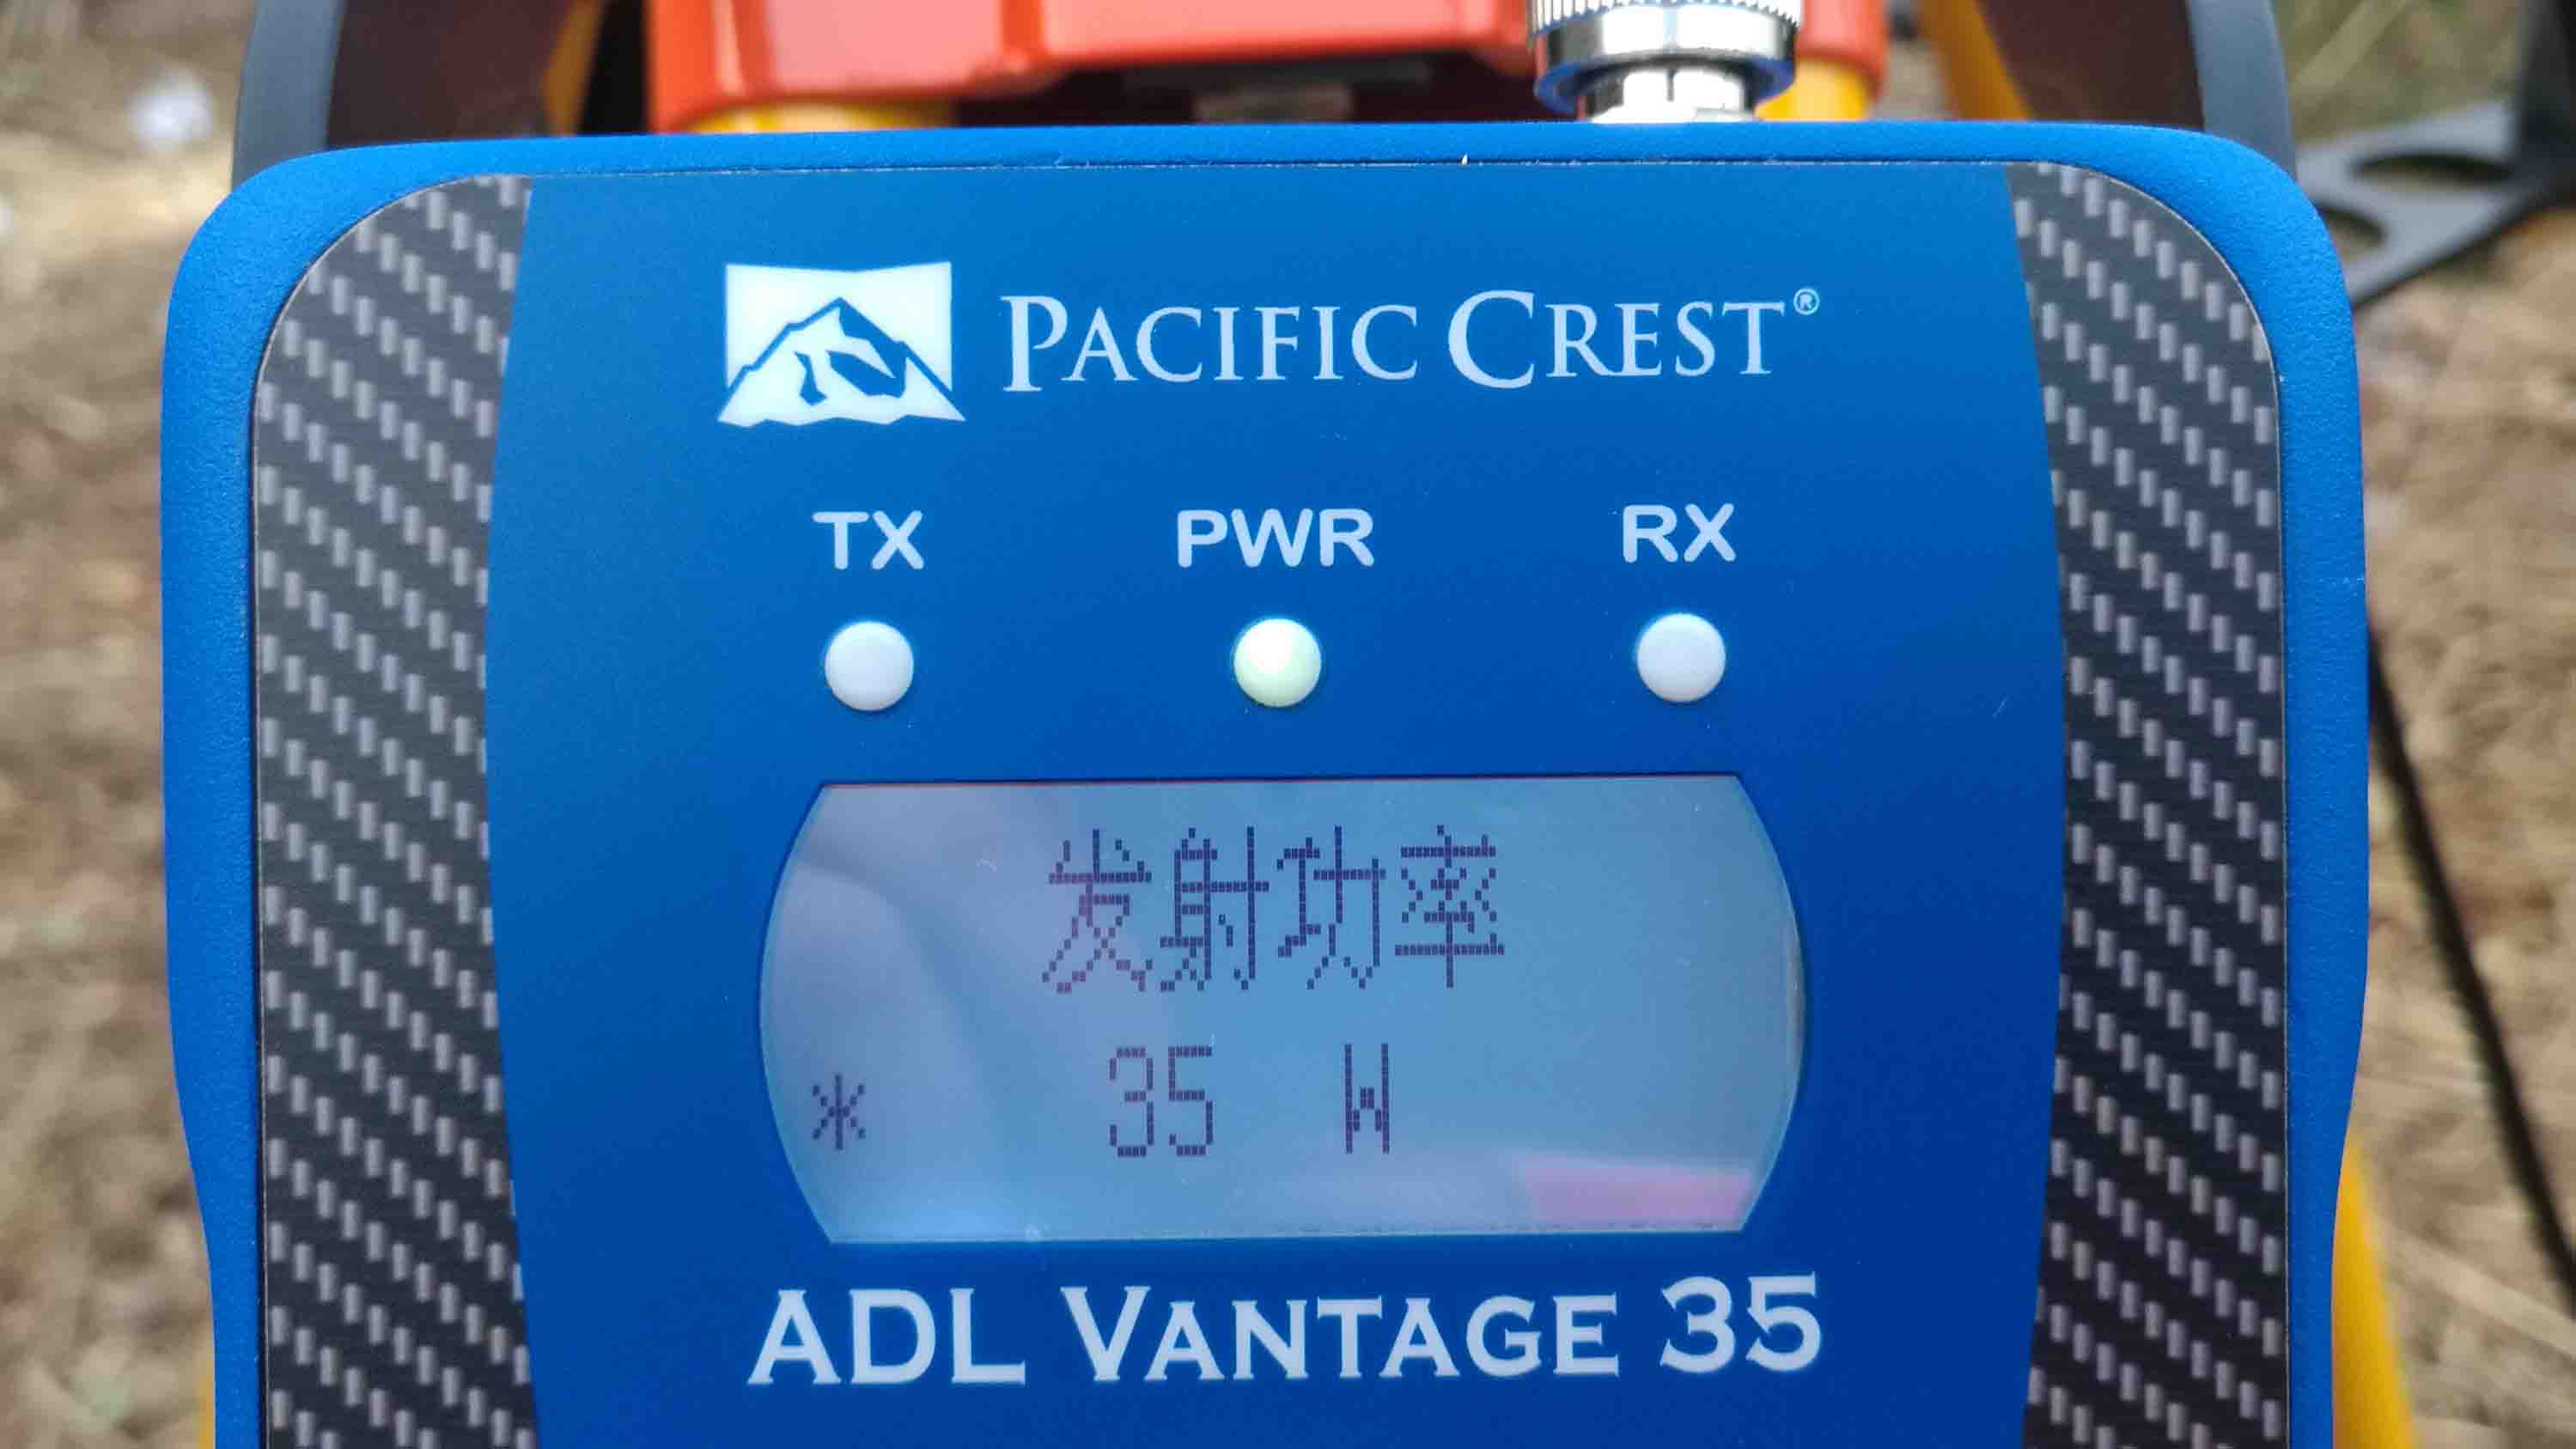 PACIFIC CREST®
TX PWR RX
发射功率
* 35 W
ADL VANTAGE 35